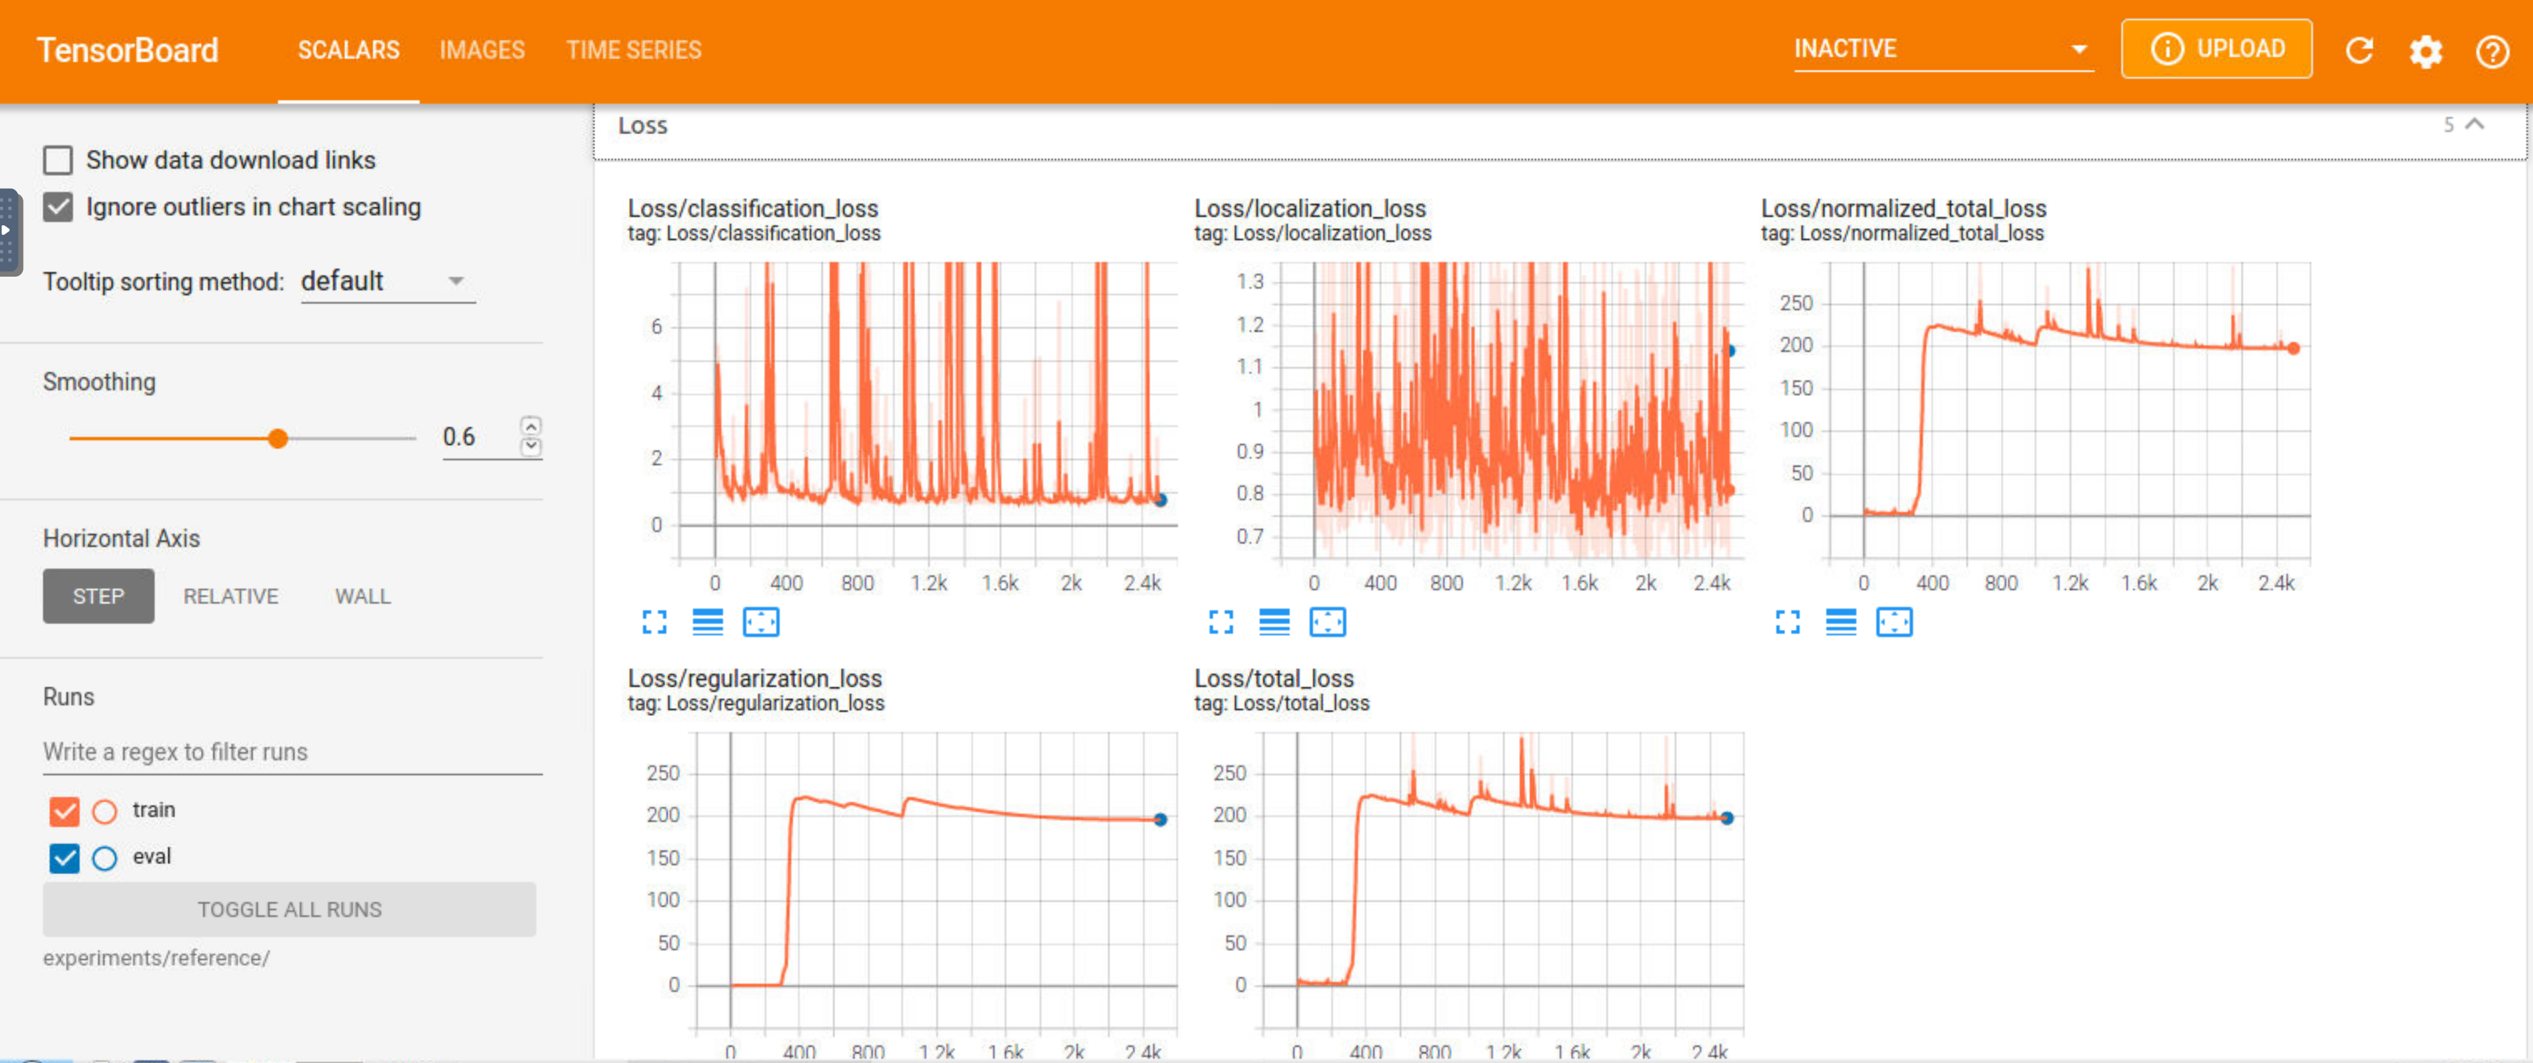 TensorBoard SCALARS IMAGES TIME SERIES INACTIVE UPLOAD
Show data download links
Ignore outliers in chart scaling
Tooltip sorting method: default
Smoothing
0.6
Horizontal Axis
STEP RELATIVE WALL
Runs
Write a regex to filter runs
train
eval
TOGGLE ALL RUNS
experiments/reference/
Loss 5
Loss/classification_loss
tag: Loss/classification_loss
6
4
2
0
0 400 800 1.2k 1.6k 2k 2.4k
Loss/localization_loss
tag: Loss/localization_loss
1.3
1.2
1.1
1
0.9
0.8
0.7
0 400 800 1.2k 1.6k 2k 2.4k
Loss/normalized_total_loss
tag: Loss/normalized_total_loss
250
200
150
100
50
0
0 400 800 1.2k 1.6k 2k 2.4k
Loss/regularization_loss
tag: Loss/regularization_loss
250
200
150
100
50
0
0 400 800 1.2k 1.6k 2k 2.4k
Loss/total_loss
tag: Loss/total_loss
250
200
150
100
50
0
0 400 800 1.2k 1.6k 2k 2.4k